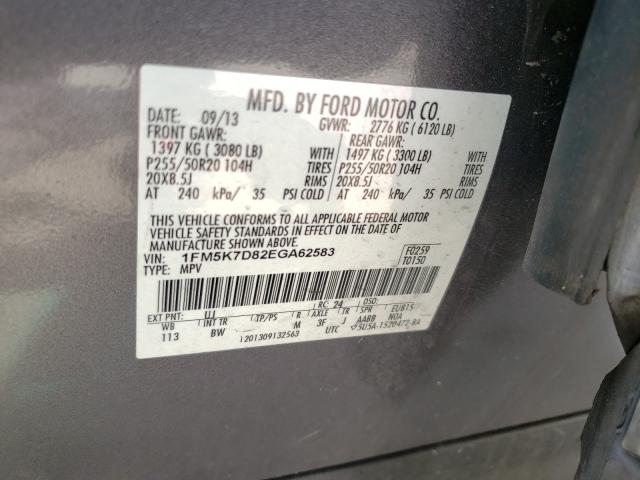 MFD. BY FORD MOTOR CO.
DATE: 09/13 GVWR: 2776 KG ( 6120 LB)
FRONT GAWR: REAR GAWR:
1397 KG ( 3080 LB) WITH 1497 KG ( 3300 LB) WITH
P255/50R20 104H TIRES P255/50R20 104H TIRES
20X8.5J RIMS 20X8.5J RIMS
AT 240 kPa/ 35 PSI COLD AT 240 kPa/ 35 PSI COLD
THIS VEHICLE CONFORMS TO ALL APPLICABLE FEDERAL MOTOR
VEHICLE SAFETY STANDARDS IN EFFECT ON THE DATE OF
MANUFACTURE SHOWN ABOVE.
VIN: 1FM5K7D82EGA62583 F0259
TYPE: MPV T0150
EXT PNT: UJ RC: 24 DSO:
WB INT TR TP/PS R AXLE TR SPR EUB15
113 BW M 3F J AABB NOA
1201309132563 UTC 5U5A-1520472-BA